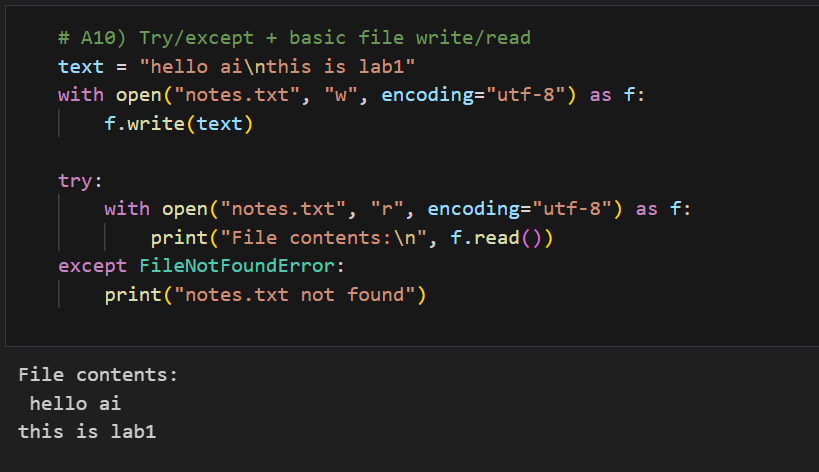 # A10) Try/except + basic file write/read
text = "hello ai\nthis is lab1"
with open("notes.txt", "w", encoding="utf-8") as f:
    f.write(text)

try:
    with open("notes.txt", "r", encoding="utf-8") as f:
        print("File contents:\n", f.read())
except FileNotFoundError:
    print("notes.txt not found")

File contents:
 hello ai
this is lab1